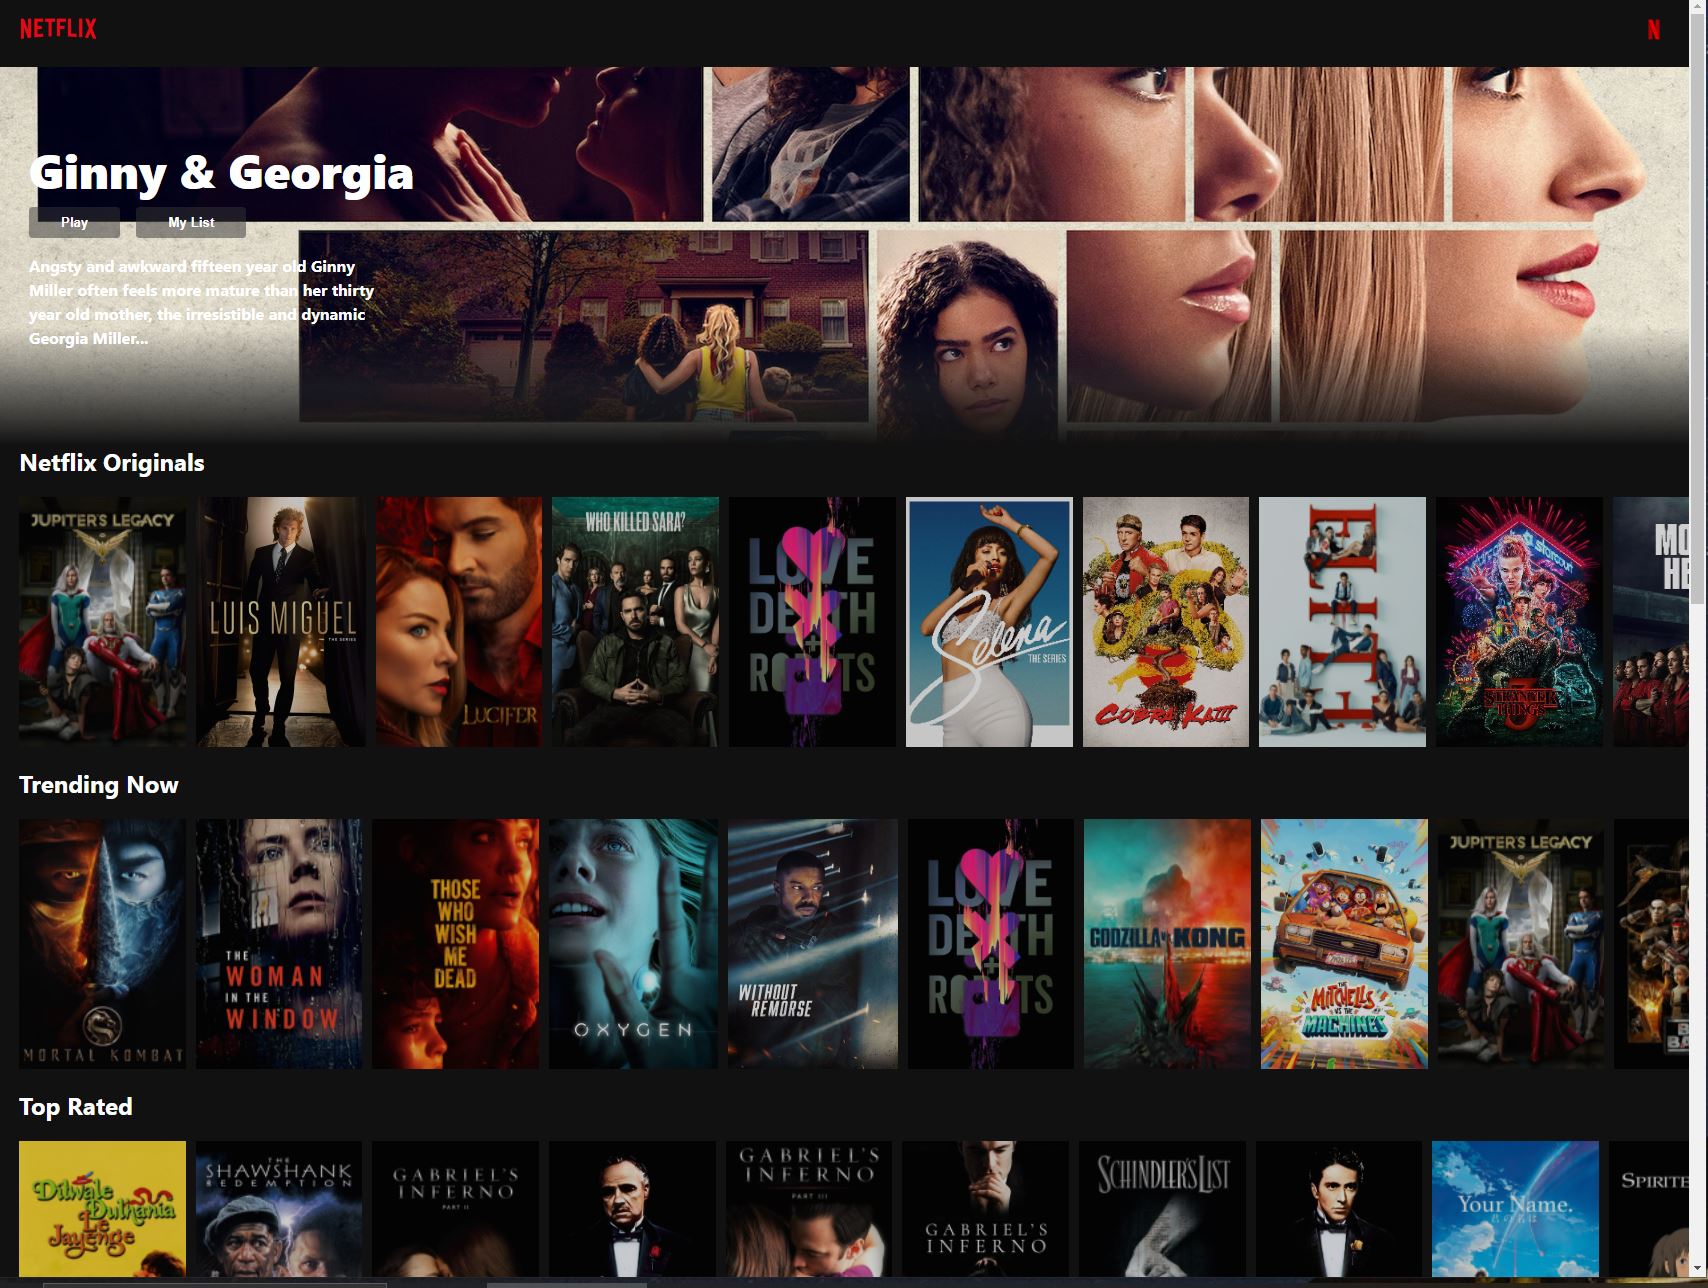 NETFLIX
N
Ginny & Georgia
Play
My List
Angsty and awkward fifteen year old Ginny
Miller often feels more mature than her thirty
year old mother, the irresistible and dynamic
Georgia Miller...
Netflix Originals
JUPITER'S LEGACY
LUIS MIGUEL
THE SERIES
LUCIFER
WHO KILLED SARA?
LOVE
DEATH
+
ROBOTS
Selena
THE SERIES
COBRA KAI III
ELITE
starcourt
STRANGER
THINGS
3
MO
HE
Trending Now
MORTAL KOMBAT
THE
WOMAN
IN THE
WINDOW
THOSE
WHO
WISH
ME
DEAD
OXYGEN
WITHOUT
REMORSE
LOVE
DEATH
+
ROBOTS
GODZILLA VS KONG
THE
MITCHELLS
VS THE
MACHINES
JUPITER'S LEGACY
B
BA
Top Rated
Dilwale
Dulhania
Le
Jayenge
THE
SHAWSHANK
REDEMPTION
GABRIEL'S
INFERNO
PART II
GABRIEL'S
INFERNO
PART III
GABRIEL'S
INFERNO
SCHINDLER'S LIST
Your Name.
君の名は
SPIRITE